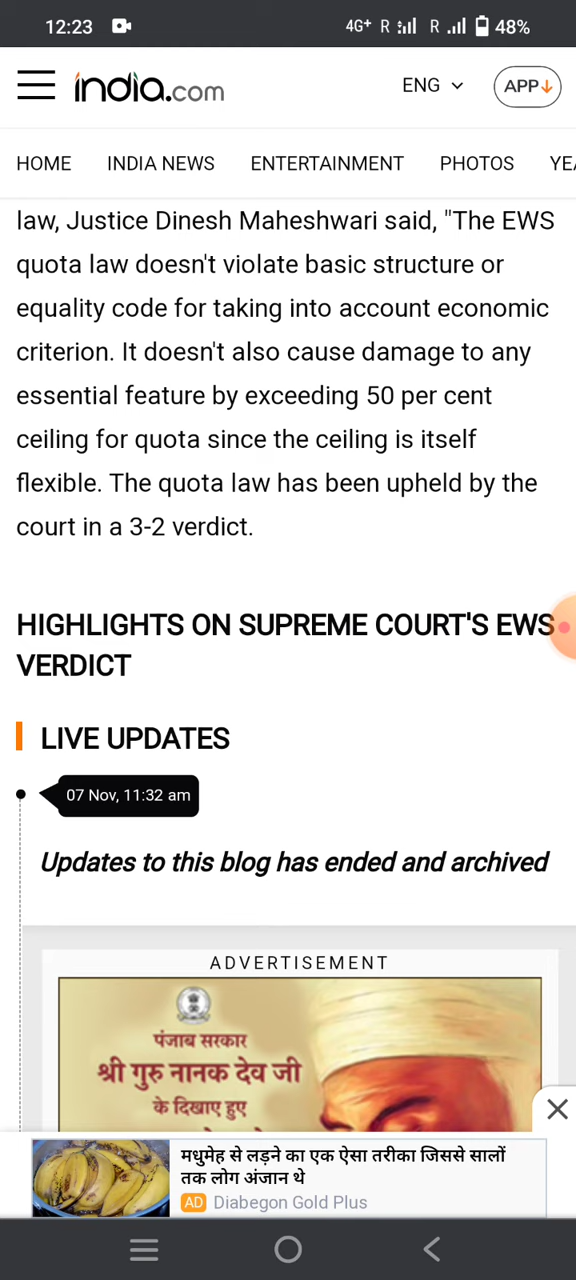 12:23 4G+ R R 48%
india.com ENG APP
HOME INDIA NEWS ENTERTAINMENT PHOTOS YEA
law, Justice Dinesh Maheshwari said, "The EWS
quota law doesn't violate basic structure or
equality code for taking into account economic
criterion. It doesn't also cause damage to any
essential feature by exceeding 50 per cent
ceiling for quota since the ceiling is itself
flexible. The quota law has been upheld by the
court in a 3-2 verdict.
HIGHLIGHTS ON SUPREME COURT'S EWS
VERDICT
LIVE UPDATES
07 Nov, 11:32 am
Updates to this blog has ended and archived
ADVERTISEMENT
पंजाब सरकार
श्री गुरु नानक देव जी
के दिखाए हुए
मधुमेह से लड़ने का एक ऐसा तरीका जिससे सालों
तक लोग अंजान थे
AD Diabegon Gold Plus